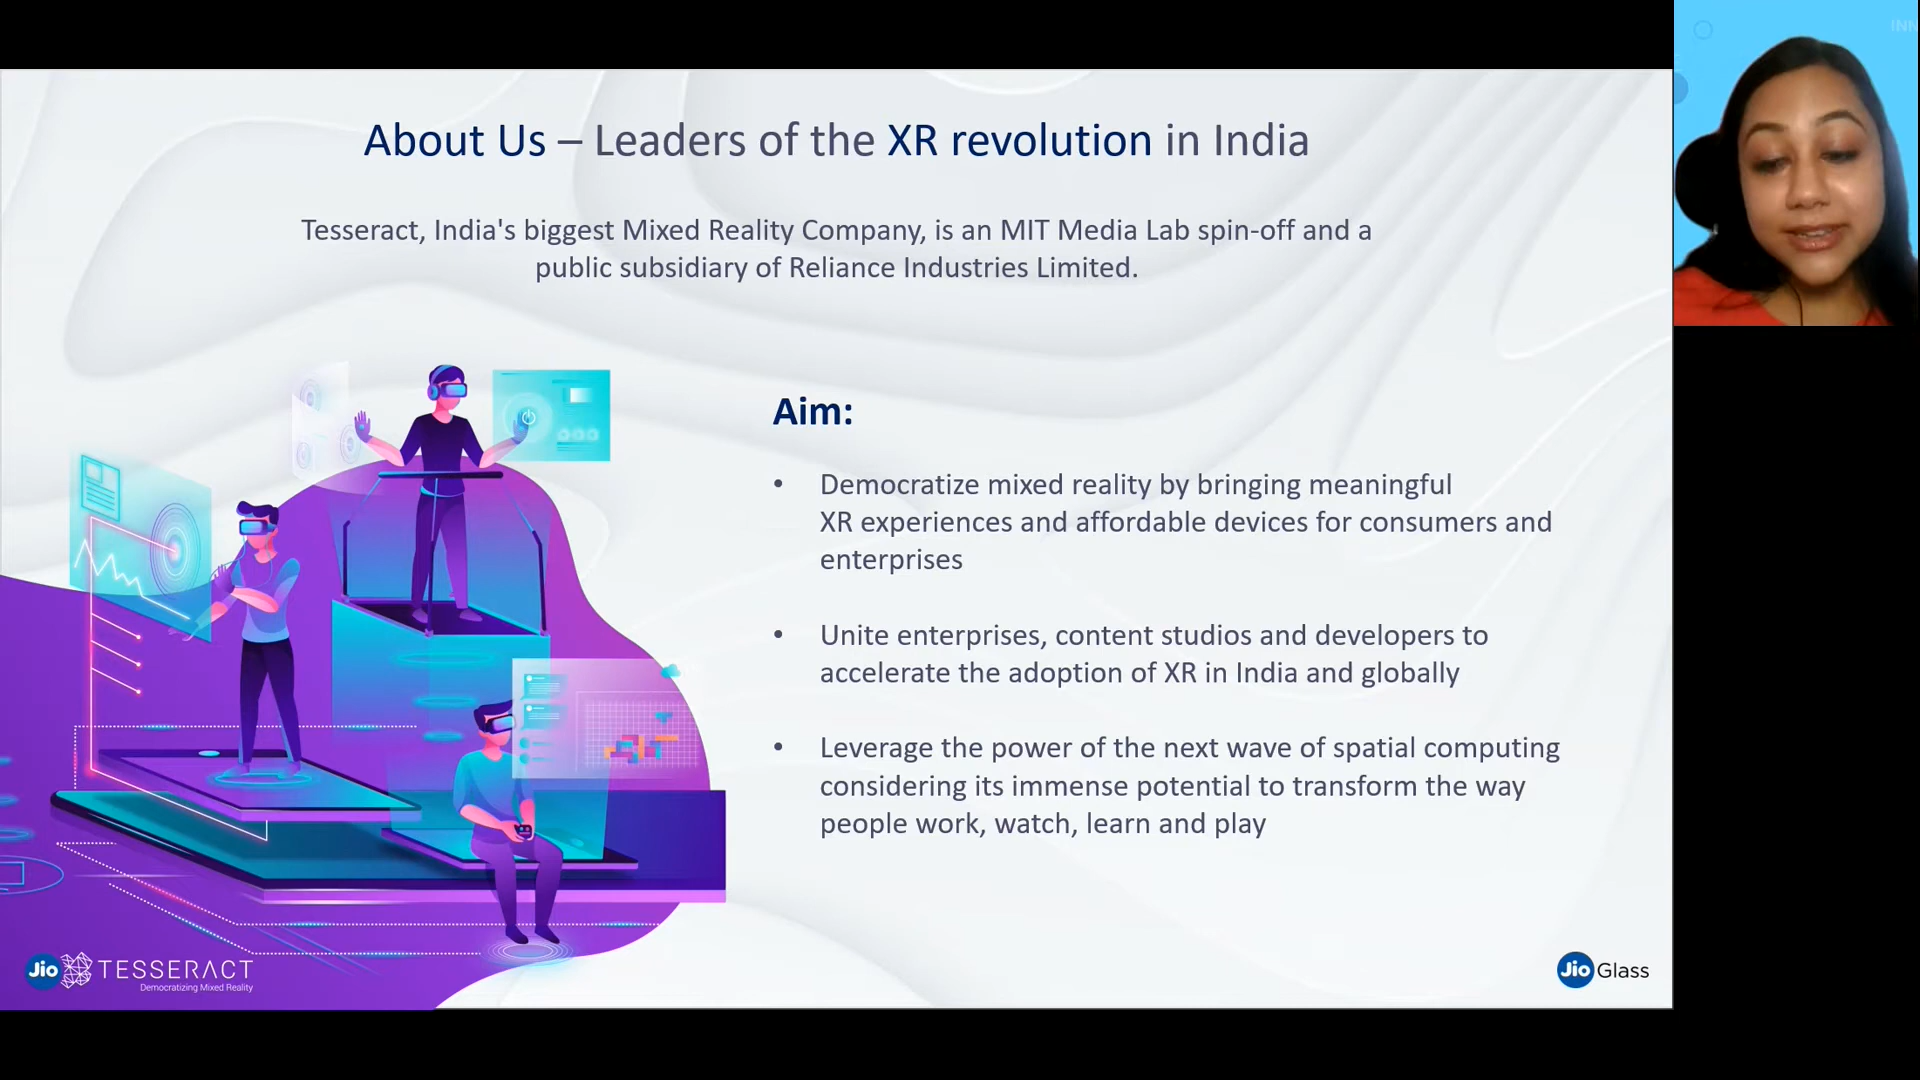 About Us – Leaders of the XR revolution in India
Tesseract, India's biggest Mixed Reality Company, is an MIT Media Lab spin-off and a
public subsidiary of Reliance Industries Limited.
Aim:
• Democratize mixed reality by bringing meaningful
XR experiences and affordable devices for consumers and
enterprises
• Unite enterprises, content studios and developers to
accelerate the adoption of XR in India and globally
• Leverage the power of the next wave of spatial computing
considering its immense potential to transform the way
people work, watch, learn and play
Jio TESSERACT
Democratizing Mixed Reality
Jio Glass